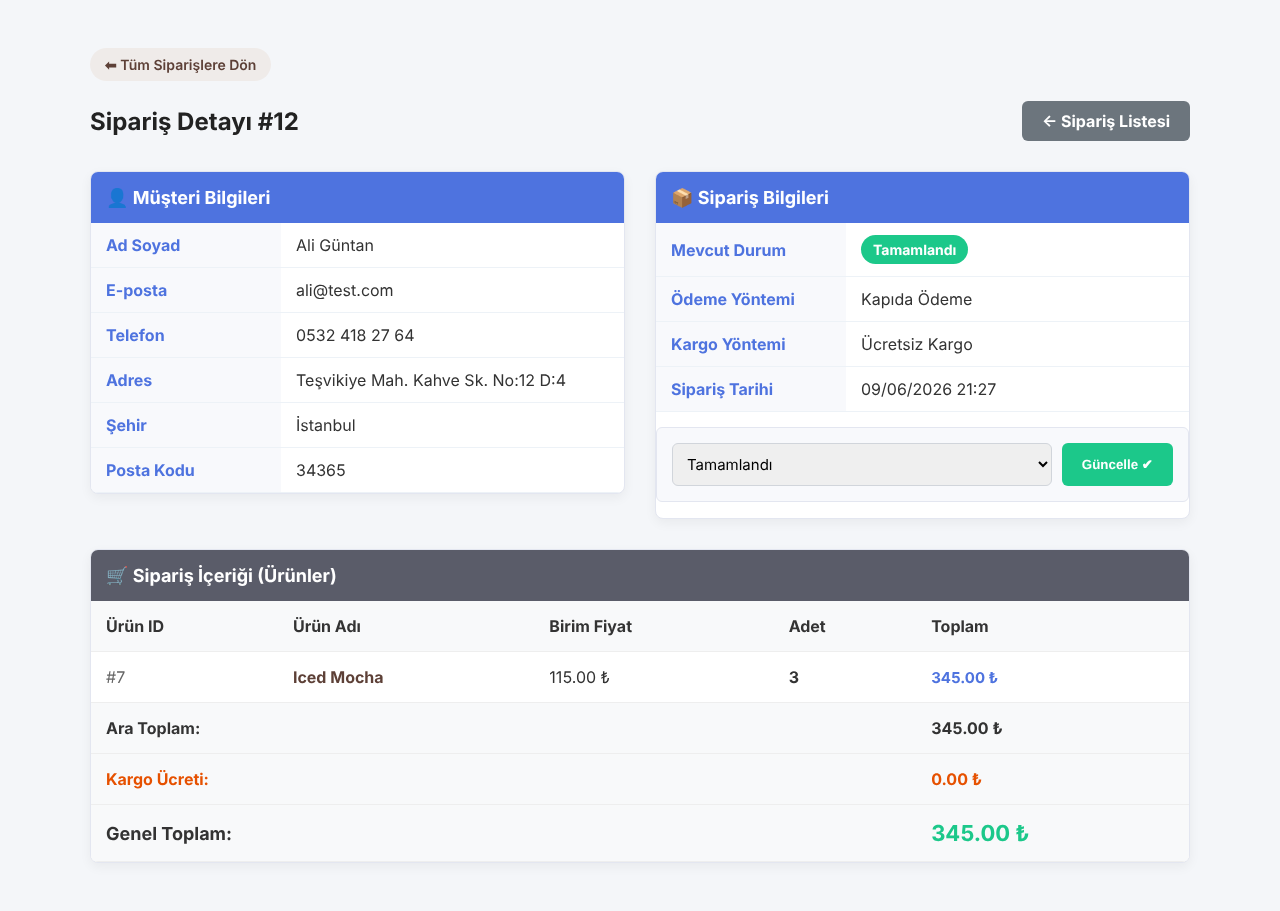 ⬅ Tüm Siparişlere Dön
Sipariş Detayı #12
← Sipariş Listesi
👤 Müşteri Bilgileri
Ad Soyad Ali Güntan
E-posta ali@test.com
Telefon 0532 418 27 64
Adres Teşvikiye Mah. Kahve Sk. No:12 D:4
Şehir İstanbul
Posta Kodu 34365
📦 Sipariş Bilgileri
Mevcut Durum Tamamlandı
Ödeme Yöntemi Kapıda Ödeme
Kargo Yöntemi Ücretsiz Kargo
Sipariş Tarihi 09/06/2026 21:27
Tamamlandı Güncelle ✔
🛒 Sipariş İçeriği (Ürünler)
Ürün ID Ürün Adı Birim Fiyat Adet Toplam
#7 Iced Mocha 115.00 ₺ 3 345.00 ₺
Ara Toplam: 345.00 ₺
Kargo Ücreti: 0.00 ₺
Genel Toplam: 345.00 ₺